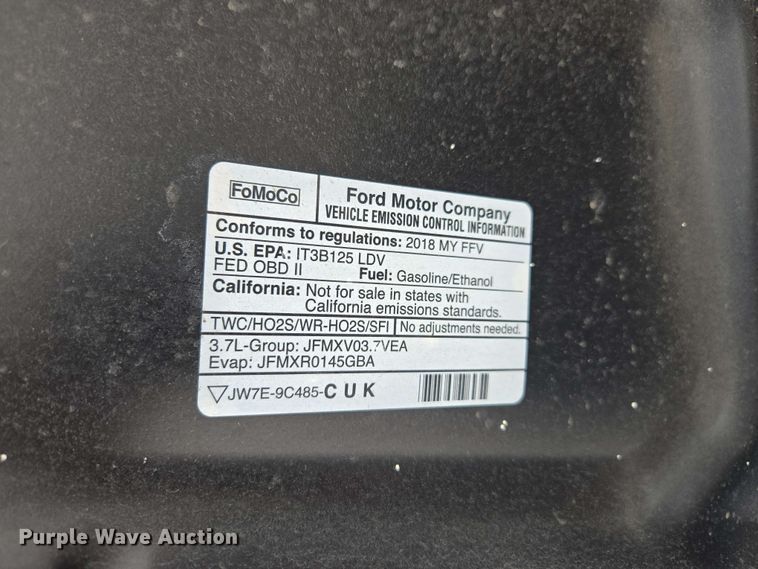 FoMoCo
Ford Motor Company
VEHICLE EMISSION CONTROL INFORMATION
Conforms to regulations: 2018 MY FFV
U.S. EPA: IT3B125 LDV
FED OBD II Fuel: Gasoline/Ethanol
California: Not for sale in states with
California emissions standards.
TWC/HO2S/WR-HO2S/SFI No adjustments needed.
3.7L-Group: JFMXV03.7VEA
Evap: JFMXR0145GBA
JW7E-9C485-CUK
Purple Wave Auction